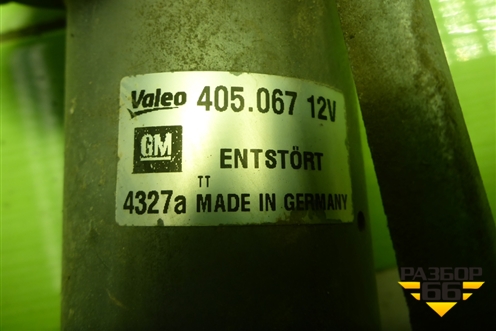 Valeo 405.067 12V
GM ENTSTÖRT
TT
4327a MADE IN GERMANY
РАЗБОР
66